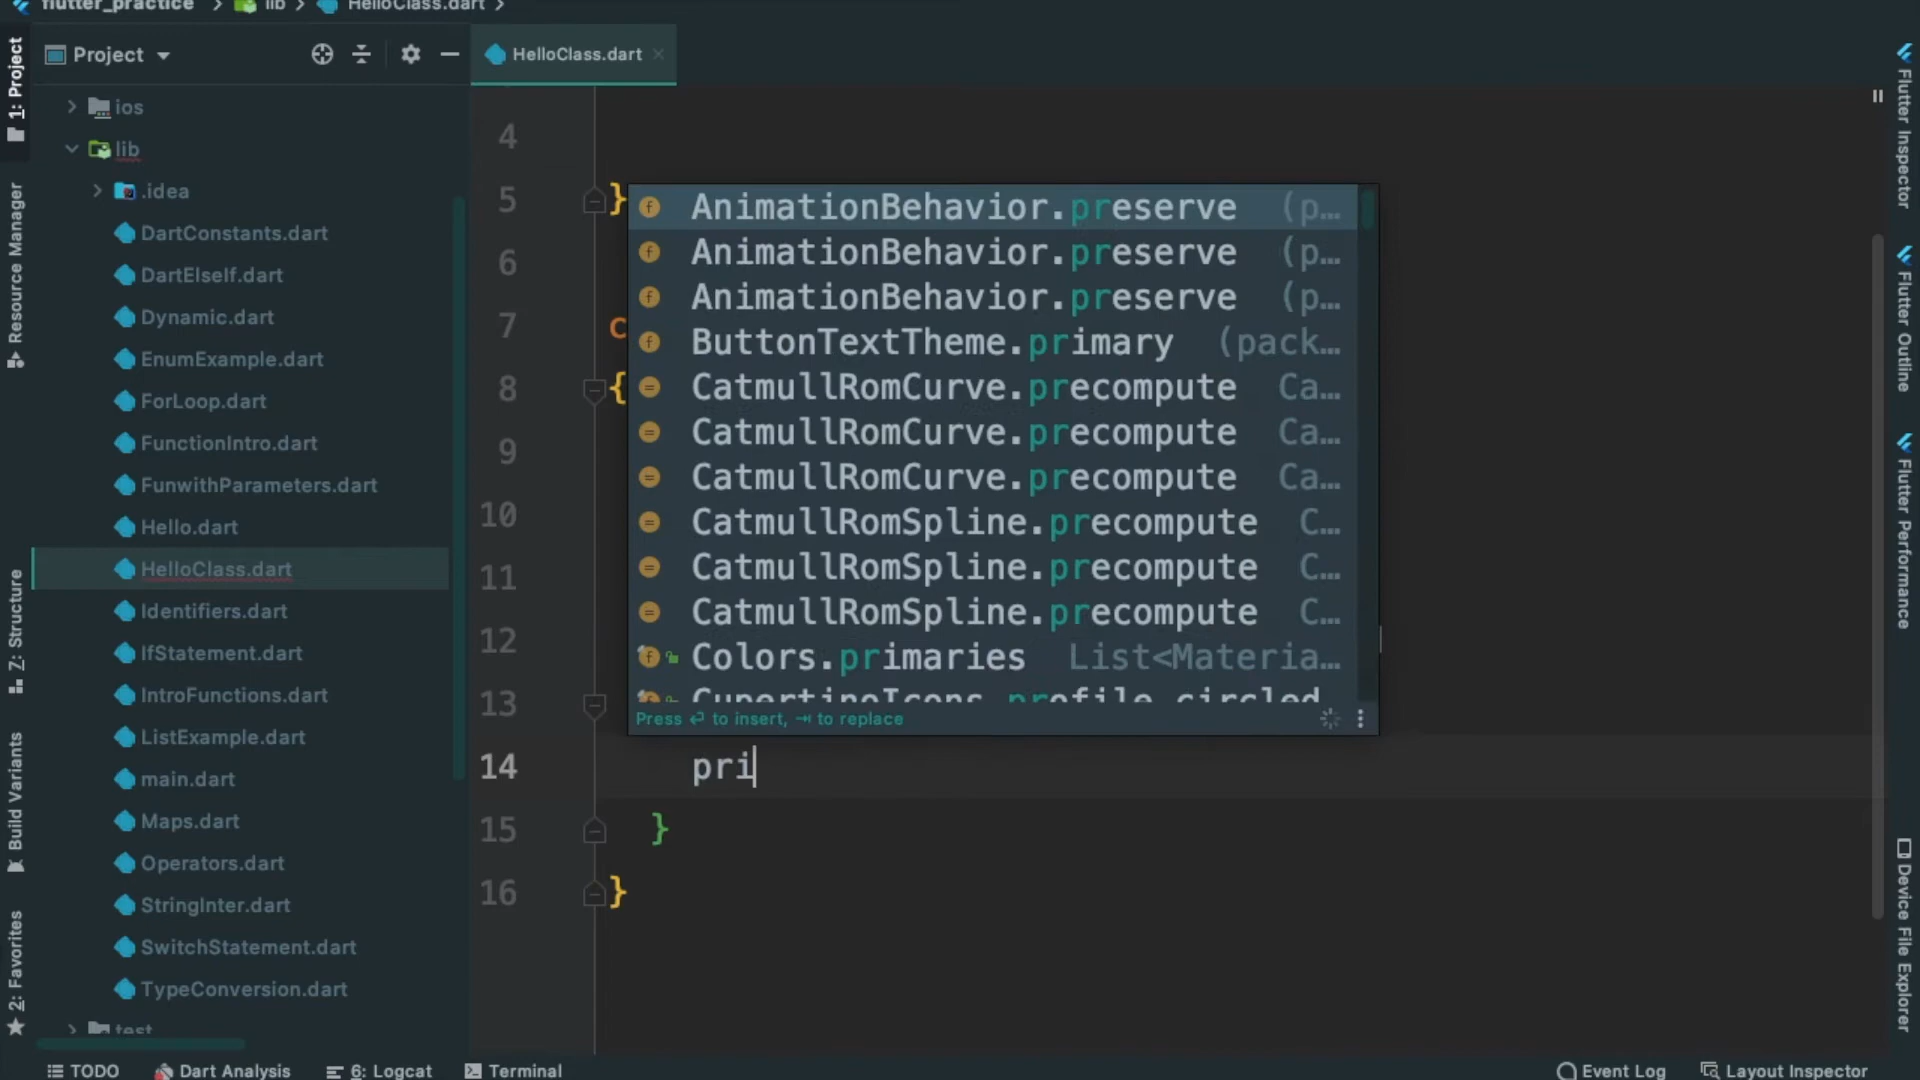 flutter_practice > lib > HelloClass.dart >
Project
HelloClass.dart
1: Project
Resource Manager
Z: Structure
Build Variants
2: Favorites
ios
lib
.idea
DartConstants.dart
DartElseIf.dart
Dynamic.dart
EnumExample.dart
ForLoop.dart
FunctionIntro.dart
FunwithParameters.dart
Hello.dart
HelloClass.dart
Identifiers.dart
IfStatement.dart
IntroFunctions.dart
ListExample.dart
main.dart
Maps.dart
Operators.dart
StringInter.dart
SwitchStatement.dart
TypeConversion.dart
test
4
5 }
6
7 c
8 {
9
10
11
12
13
14 pri
15 }
16 }
AnimationBehavior.preserve (p…
AnimationBehavior.preserve (p…
AnimationBehavior.preserve (p…
ButtonTextTheme.primary (pack…
CatmullRomCurve.precompute Ca…
CatmullRomCurve.precompute Ca…
CatmullRomCurve.precompute Ca…
CatmullRomSpline.precompute C…
CatmullRomSpline.precompute C…
CatmullRomSpline.precompute C…
Colors.primaries List<Materia…
CupertinoIcons.profile_circled
Press ↵ to insert, ⇥ to replace
Flutter Inspector
Flutter Outline
Flutter Performance
Device File Explorer
TODO
Dart Analysis
6: Logcat
Terminal
Event Log
Layout Inspector